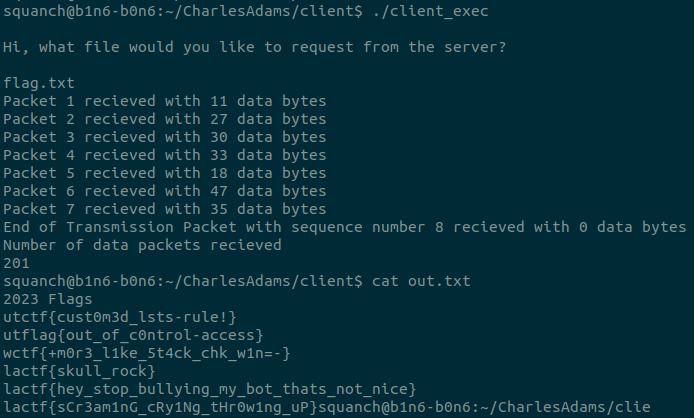 squanch@b1n6-b0n6:~/CharlesAdams/client$ ./client_exec
Hi, what file would you like to request from the server?
flag.txt
Packet 1 recieved with 11 data bytes
Packet 2 recieved with 27 data bytes
Packet 3 recieved with 30 data bytes
Packet 4 recieved with 33 data bytes
Packet 5 recieved with 18 data bytes
Packet 6 recieved with 47 data bytes
Packet 7 recieved with 35 data bytes
End of Transmission Packet with sequence number 8 recieved with 0 data bytes
Number of data packets recieved
201
squanch@b1n6-b0n6:~/CharlesAdams/client$ cat out.txt
2023 Flags
utctf{cust0m3d_lsts-rule!}
utflag{out_of_c0ntrol-access}
wctf{+m0r3_l1ke_5t4ck_chk_w1n=-}
lactf{skull_rock}
lactf{hey_stop_bullying_my_bot_thats_not_nice}
lactf{sCr3am1nG_cRy1Ng_tHr0w1ng_uP}squanch@b1n6-b0n6:~/CharlesAdams/clie